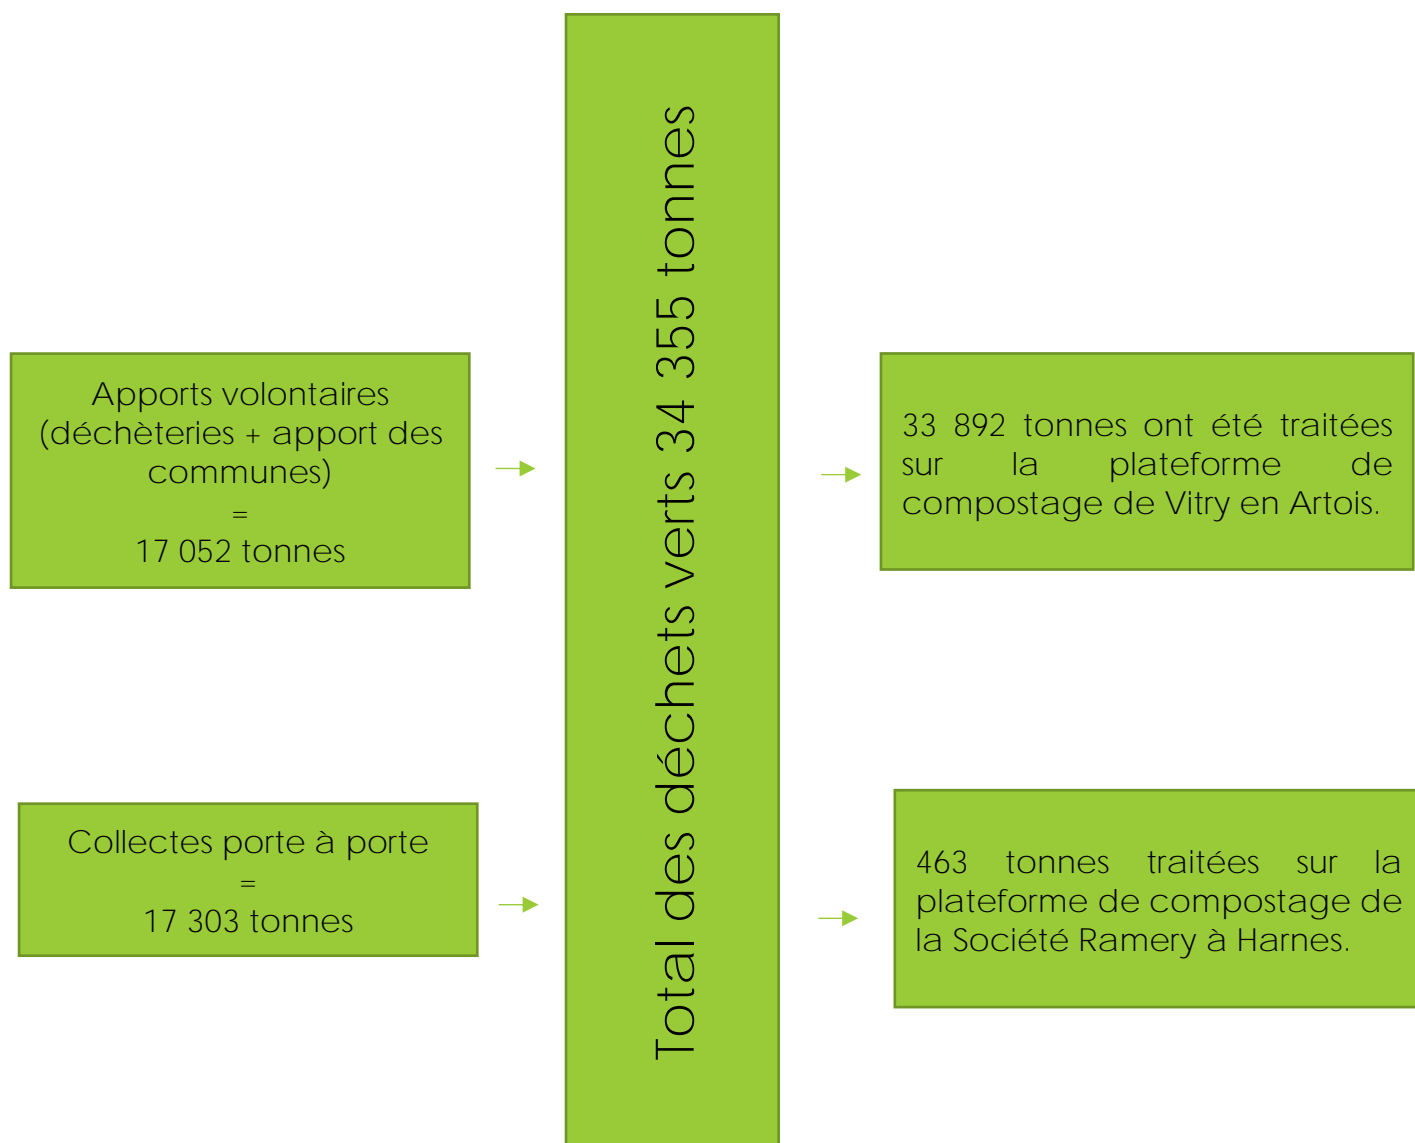 Apports volontaires
(déchèteries + apport des
communes)
=
17 052 tonnes
Collectes porte à porte
=
17 303 tonnes
Total des déchets verts 34 355 tonnes
33 892 tonnes ont été traitées
sur la plateforme de
compostage de Vitry en Artois.
463 tonnes traitées sur la
plateforme de compostage de
la Société Ramery à Harnes.